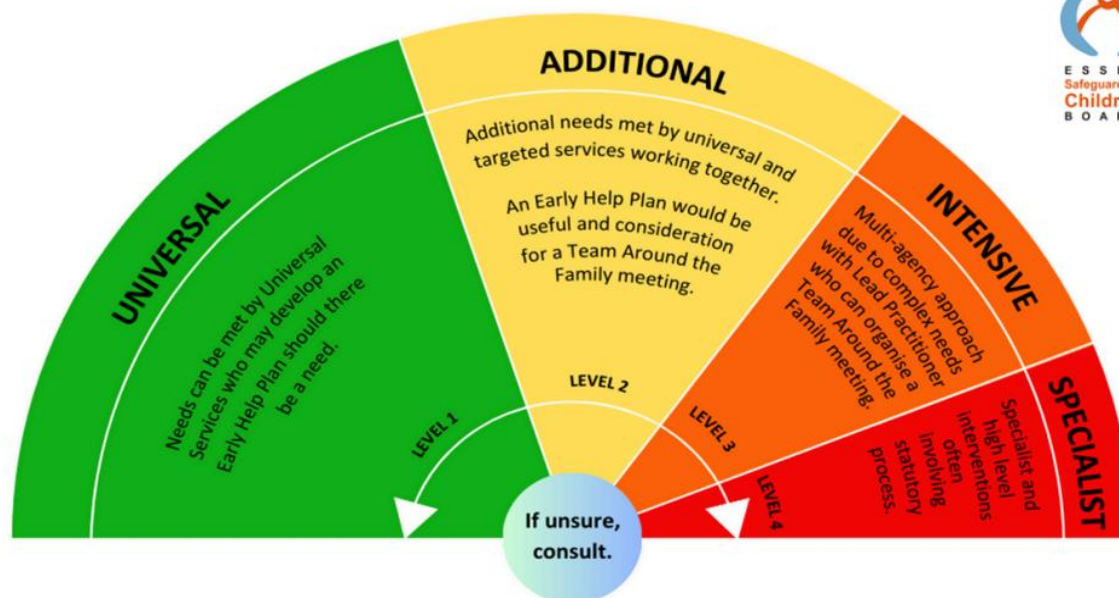 UNIVERSAL
Needs can be met by Universal
Services who may develop an
Early Help Plan should there
be a need.
LEVEL 1
ADDITIONAL
Additional needs met by universal and
targeted services working together.
An Early Help Plan would be
useful and consideration
for a Team Around the
Family meeting.
LEVEL 2
INTENSIVE
Multi-agency approach
due to complex needs
with Lead Practitioner
who can organise a
Team Around the
Family meeting.
LEVEL 3
SPECIALIST
Specialist and
high level
interventions
often
involving
statutory
process.
LEVEL 4
If unsure,
consult.